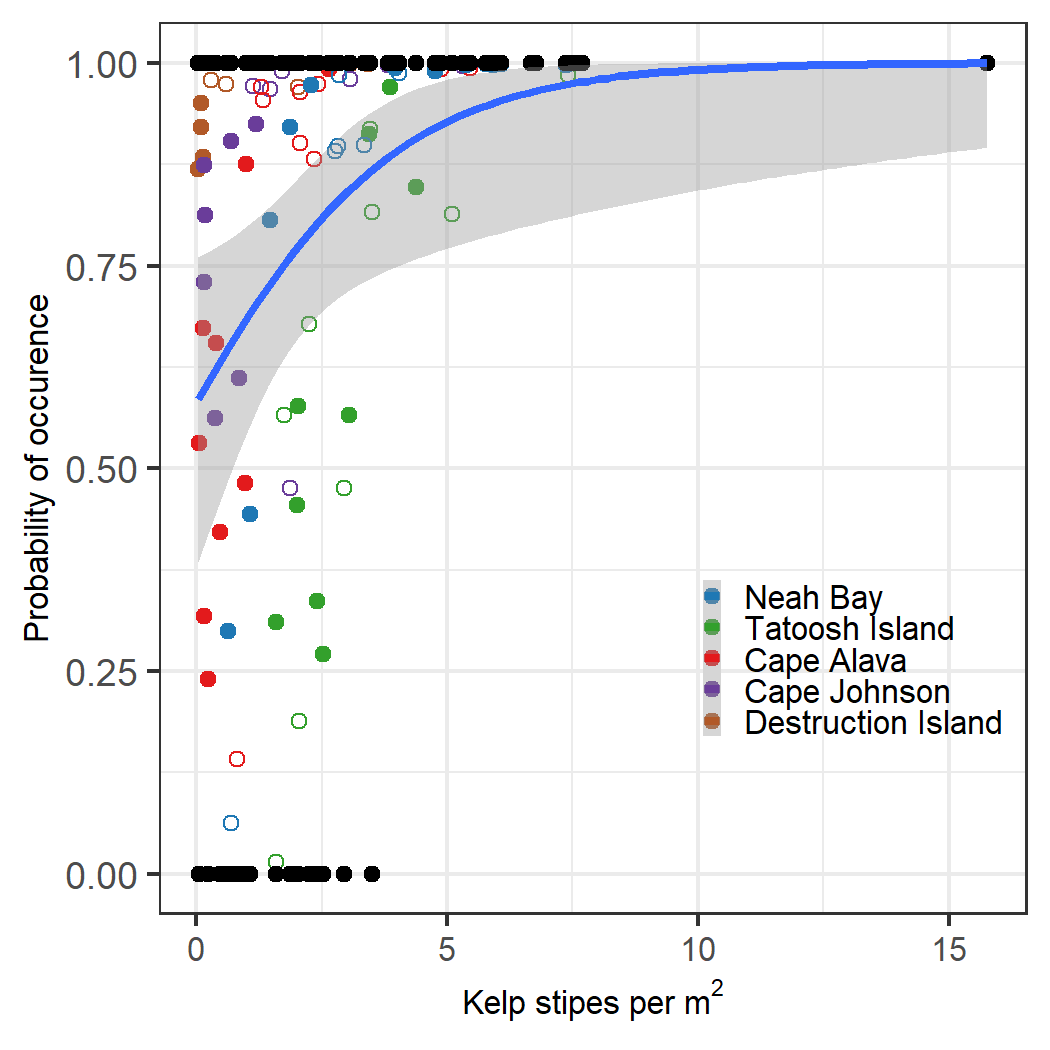 1.00
0.75
0.50
0.25
0.00
Probability of occurence
Neah Bay
Tatoosh Island
Cape Alava
Cape Johnson
Destruction Island
0 5 10 15
Kelp stipes per m²